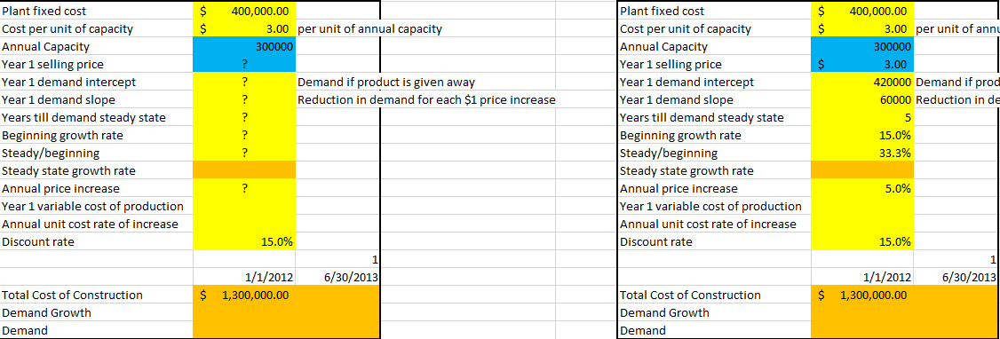 Plant fixed cost $ 400,000.00
Cost per unit of capacity $ 3.00 per unit of annual capacity
Annual Capacity 300000
Year 1 selling price ?
Year 1 demand intercept ? Demand if product is given away
Year 1 demand slope ? Reduction in demand for each $1 price increase
Years till demand steady state ?
Beginning growth rate ?
Steady/beginning ?
Steady state growth rate
Annual price increase ?
Year 1 variable cost of production
Annual unit cost rate of increase
Discount rate 15.0%
1
1/1/2012 6/30/2013
Total Cost of Construction $ 1,300,000.00
Demand Growth
Demand
Plant fixed cost $ 400,000.00
Cost per unit of capacity $ 3.00 per unit of annu
Annual Capacity 300000
Year 1 selling price $ 3.00
Year 1 demand intercept 420000 Demand if prod
Year 1 demand slope 60000 Reduction in de
Years till demand steady state 5
Beginning growth rate 15.0%
Steady/beginning 33.3%
Steady state growth rate
Annual price increase 5.0%
Year 1 variable cost of production
Annual unit cost rate of increase
Discount rate 15.0%
1
1/1/2012 6/30/2013
Total Cost of Construction $ 1,300,000.00
Demand Growth
Demand